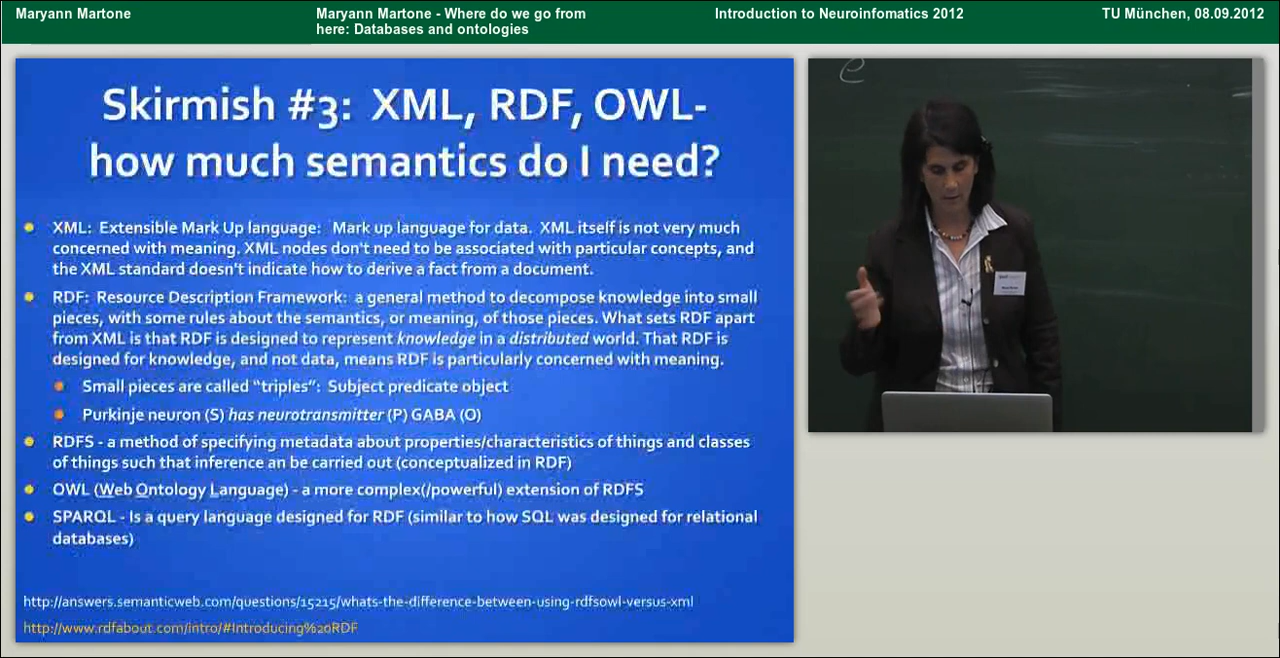 Maryann Martone
Maryann Martone - Where do we go from
here: Databases and ontologies
Introduction to Neuroinfomatics 2012
TU München, 08.09.2012
Skirmish #3: XML, RDF, OWL-
how much semantics do I need?
XML: Extensible Mark Up language: Mark up language for data. XML itself is not very much
concerned with meaning. XML nodes don't need to be associated with particular concepts, and
the XML standard doesn't indicate how to derive a fact from a document.
RDF: Resource Description Framework: a general method to decompose knowledge into small
pieces, with some rules about the semantics, or meaning, of those pieces. What sets RDF apart
from XML is that RDF is designed to represent knowledge in a distributed world. That RDF is
designed for knowledge, and not data, means RDF is particularly concerned with meaning.
Small pieces are called "triples": Subject predicate object
Purkinje neuron (S) has neurotransmitter (P) GABA (O)
RDFS - a method of specifying metadata about properties/characteristics of things and classes
of things such that inference an be carried out (conceptualized in RDF)
OWL (Web Ontology Language) - a more complex(/powerful) extension of RDFS
SPARQL - Is a query language designed for RDF (similar to how SQL was designed for relational
databases)
http://answers.semanticweb.com/questions/15215/whats-the-difference-between-using-rdfsowl-versus-xml
http://www.rdfabout.com/intro/#Introducing%20RDF
e